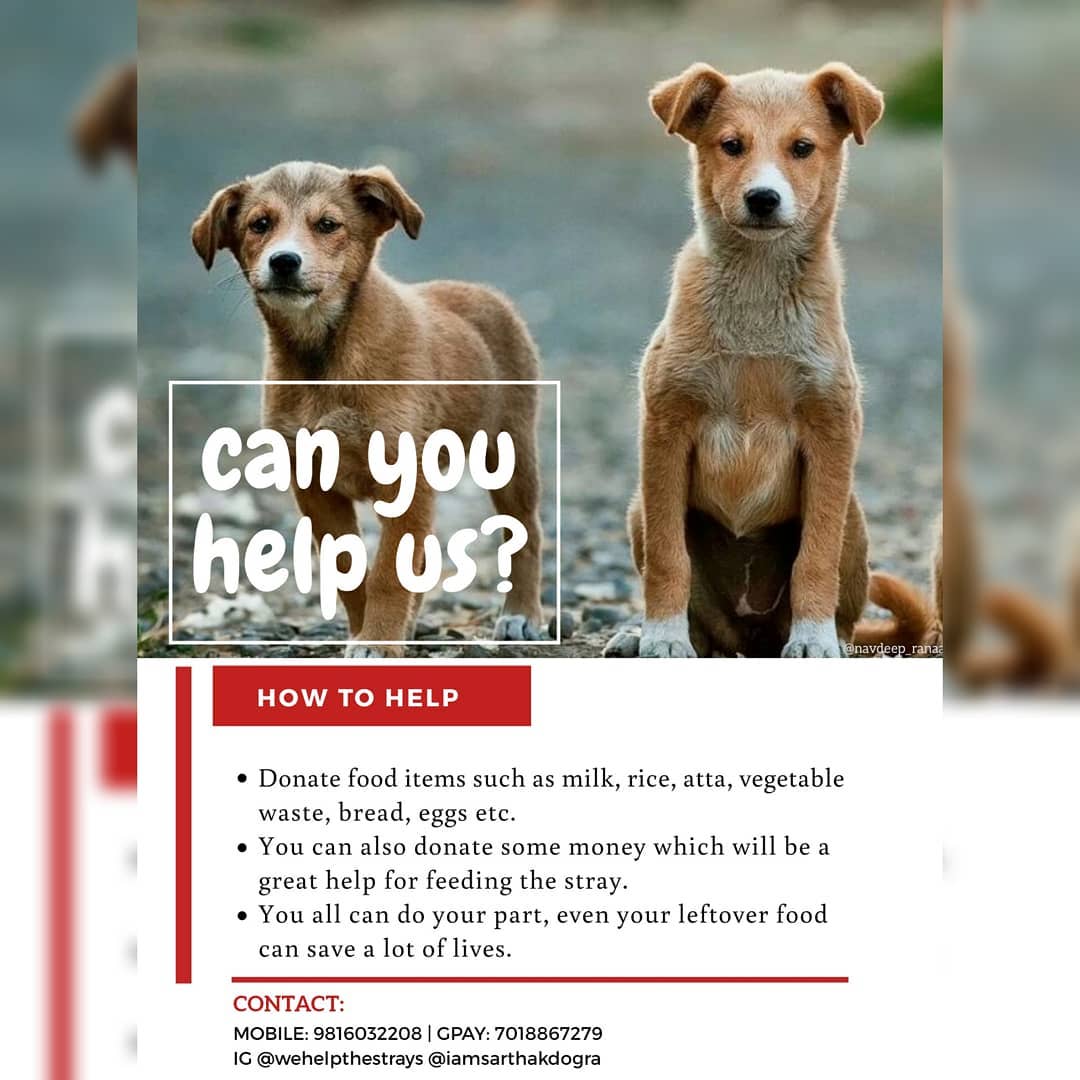 can you
help us?
@navdeep_ranaa
HOW TO HELP
• Donate food items such as milk, rice, atta, vegetable
waste, bread, eggs etc.
• You can also donate some money which will be a
great help for feeding the stray.
• You all can do your part, even your leftover food
can save a lot of lives.
CONTACT:
MOBILE: 9816032208 | GPAY: 7018867279
IG @wehelpthestrays @iamsarthakdogra